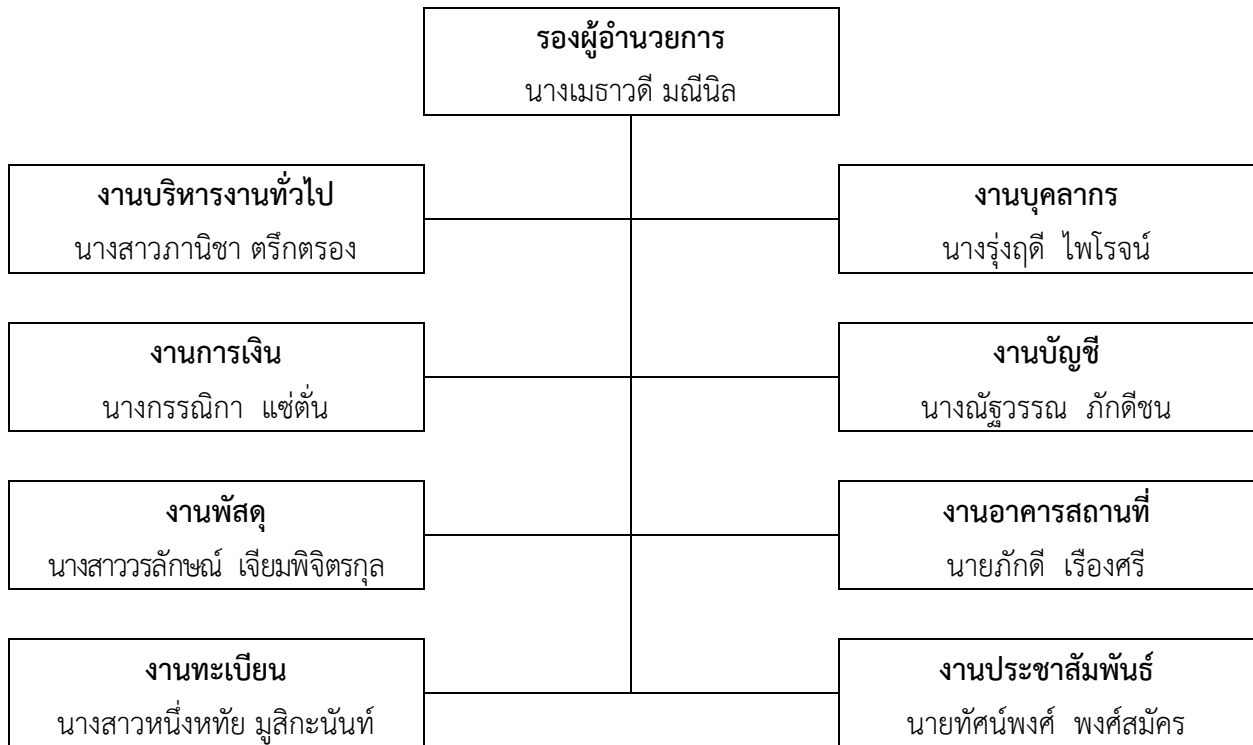 รองผู้อำนวยการ
นางเมธาวดี มณีนิล
งานบริหารงานทั่วไป
นางสาวภานิชา ตรึกตรอง
งานบุคลากร
นางรุ่งฤดี ไพโรจน์
งานการเงิน
นางกรรณิกา แซ่ตั่น
งานบัญชี
นางณัฐวรรณ ภักดีชน
งานพัสดุ
นางสาววรลักษณ์ เจียมพิจิตรกุล
งานอาคารสถานที่
นายภักดี เรืองศรี
งานทะเบียน
นางสาวหนึ่งหทัย มูสิกะนันท์
งานประชาสัมพันธ์
นายทัศน์พงศ์ พงศ์สมัคร